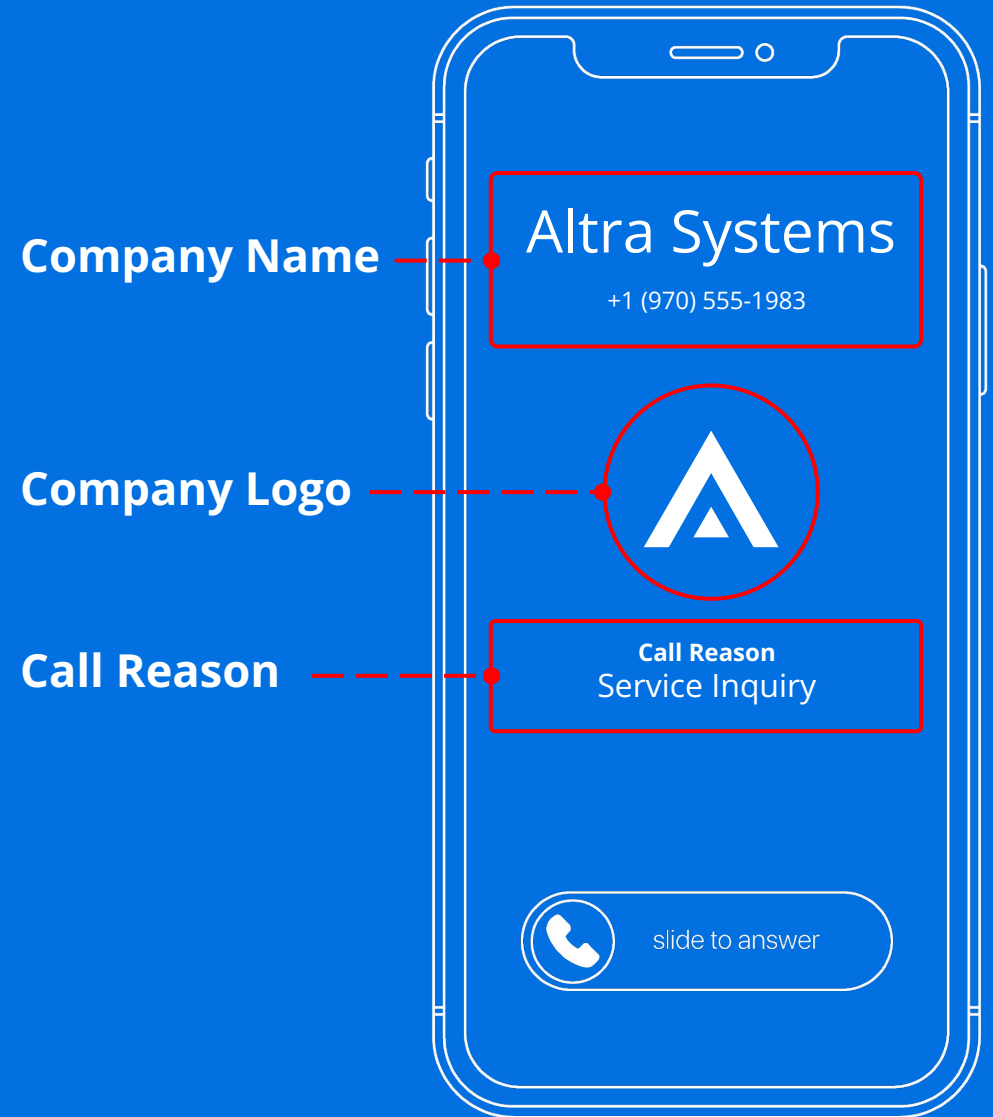 Company Name
Altra Systems
+1 (970) 555-1983
Company Logo
Call Reason
Call Reason
Service Inquiry
slide to answer